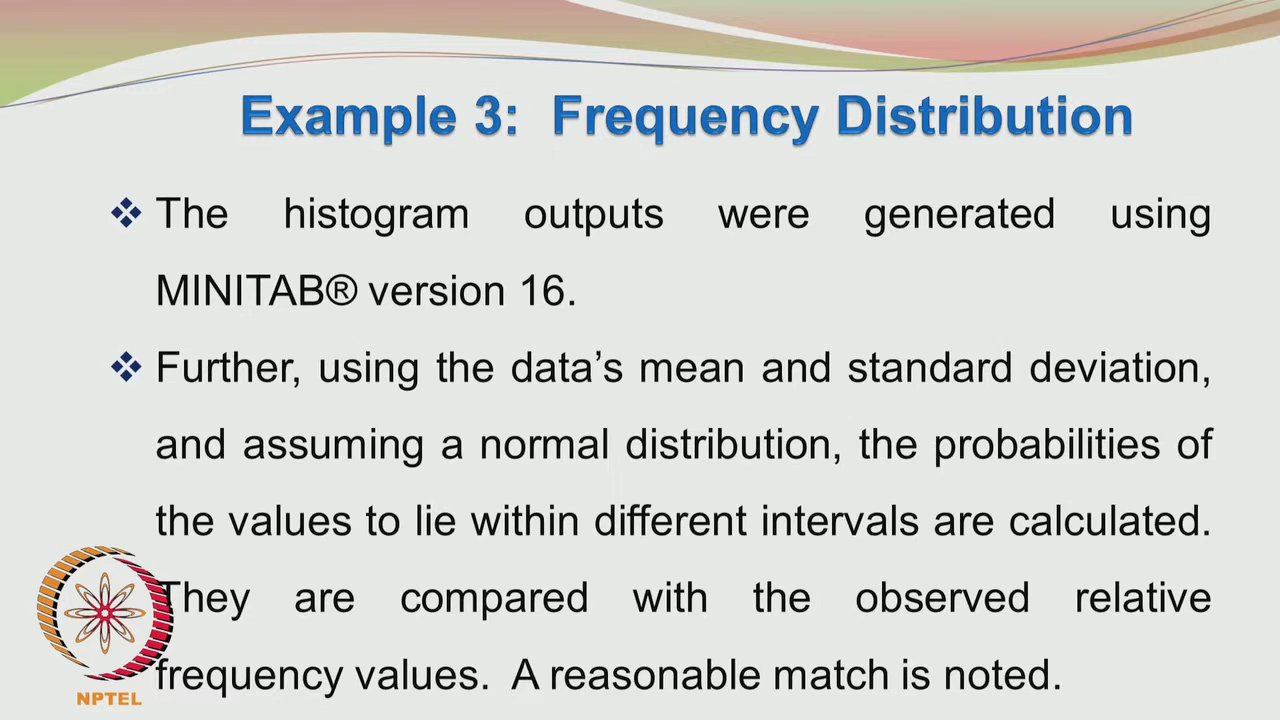 Example 3: Frequency Distribution
❖ The histogram outputs were generated using
MINITAB® version 16.
❖ Further, using the data’s mean and standard deviation,
and assuming a normal distribution, the probabilities of
the values to lie within different intervals are calculated.
They are compared with the observed relative
frequency values. A reasonable match is noted.
NPTEL